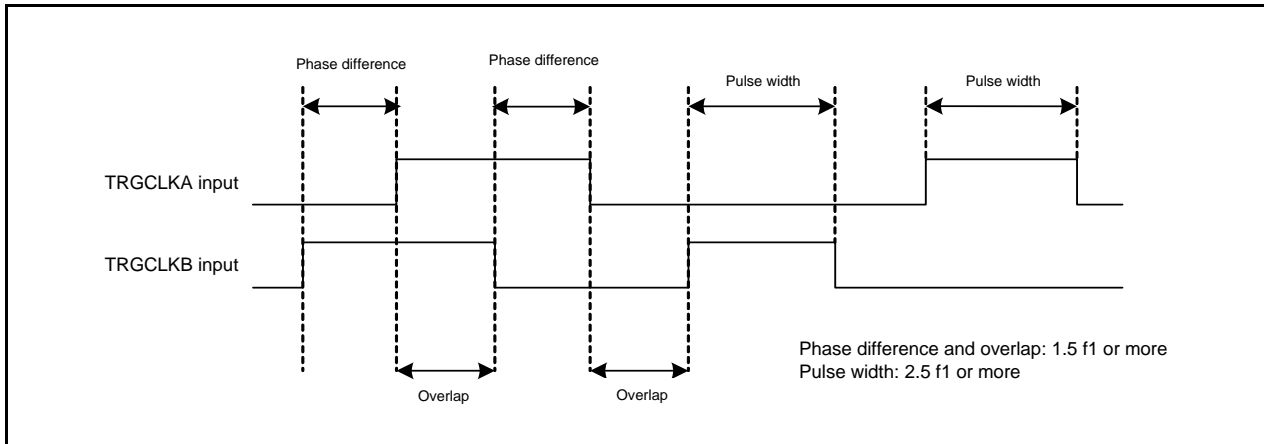 Phase difference
Phase difference
Pulse width
Pulse width
TRGCLKA input
TRGCLKB input
Phase difference and overlap: 1.5 f1 or more
Pulse width: 2.5 f1 or more
Overlap
Overlap